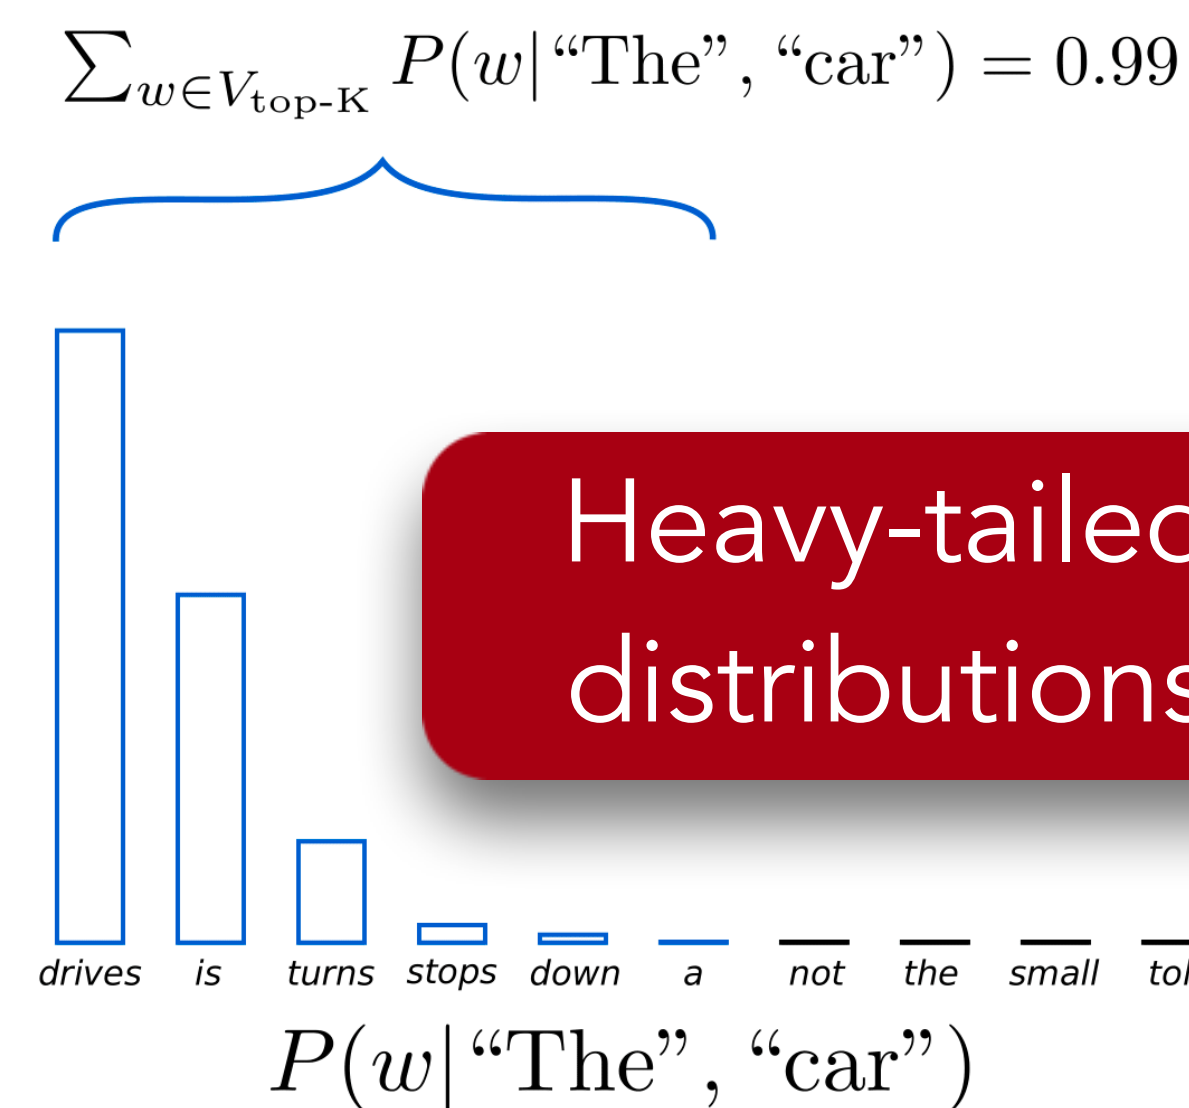 ∑w∈Vtop-K P(w|“The”, “car”) = 0.99
Heavy-tailed
distributions
drives is turns stops down a not the small
P(w|“The”, “car”)